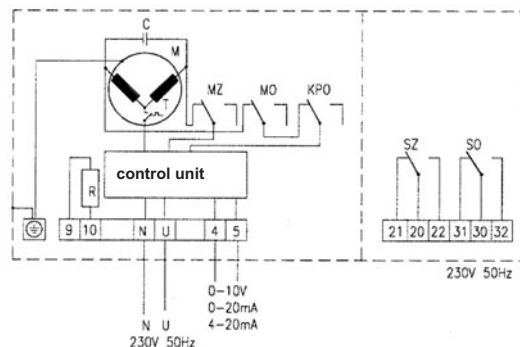 C
M
T
MZ MO KPO
SZ SO
control unit
R
9 10 N U 4 5
21 20 22 31 30 32
230V 50Hz
0-10V
0-20mA
N U 4-20mA
230V 50Hz